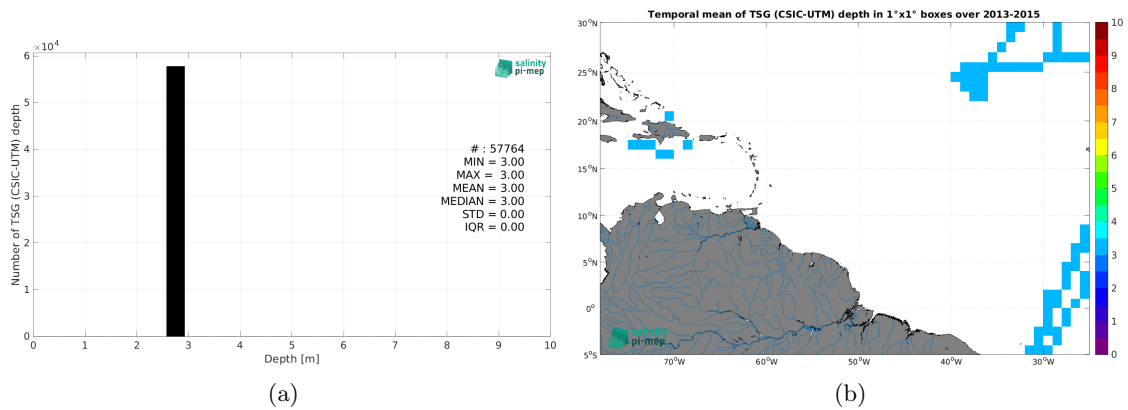 ×10⁴
6
5
4
3
2
1
0
Number of TSG (CSIC-UTM) depth
salinity
pi-mep
# : 57764
MIN = 3.00
MAX =  3.00
MEAN = 3.00
MEDIAN = 3.00
STD = 0.00
IQR = 0.00
0 1 2 3 4 5 6 7 8 9 10
Depth [m]
(a)
Temporal mean of TSG (CSIC-UTM) depth in 1°x1° boxes over 2013-2015
30°N
25°N
20°N
15°N
10°N
5°N
0°
5°S
salinity
pi-mep
70°W 60°W 50°W 40°W 30°W
10
9
8
7
6
5
4
3
2
1
0
(b)